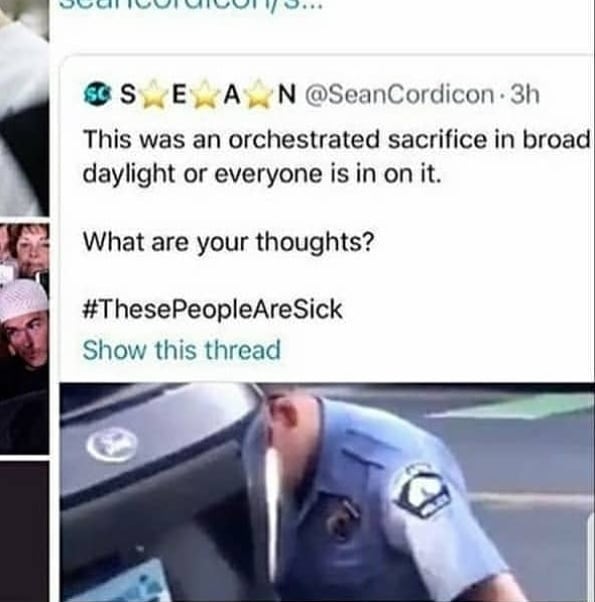 SC S⭐E⭐A⭐N @SeanCordicon · 3h
This was an orchestrated sacrifice in broad
daylight or everyone is in on it.
What are your thoughts?
#ThesePeopleAreSick
Show this thread